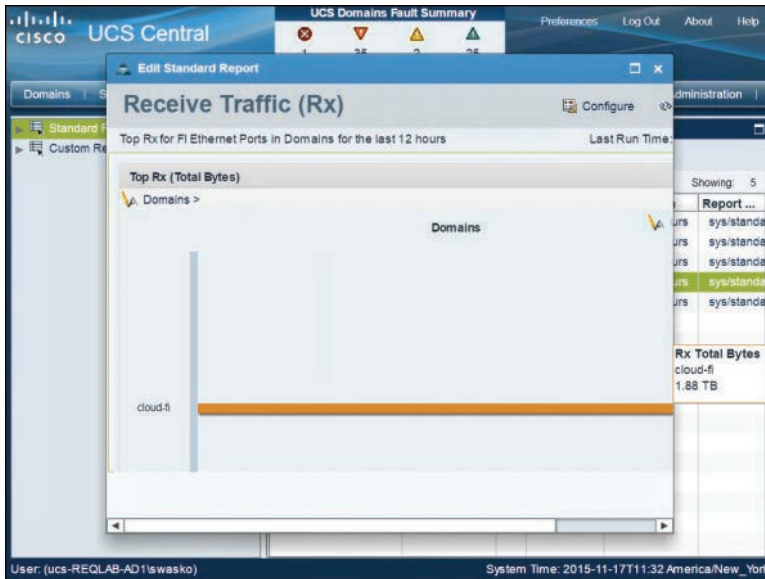 CISCO UCS Central
UCS Domains Fault Summary
Preferences Log Out About Help
Edit Standard Report
Domains
Administration
Receive Traffic (Rx)
Configure
Standard
Custom Re
Top Rx for FI Ethernet Ports in Domains for the last 12 hours
Last Run Time:
Top Rx (Total Bytes)
Showing: 5
Domains >
Report ...
Domains
urs sys/standa
urs sys/standa
urs sys/standa
urs sys/standa
urs sys/standa
Rx Total Bytes
cloud-fi
1.88 TB
cloud-fi
User: (ucs-REQLAB-AD1\swasko)
System Time: 2015-11-17T11:32 America/New_Yor